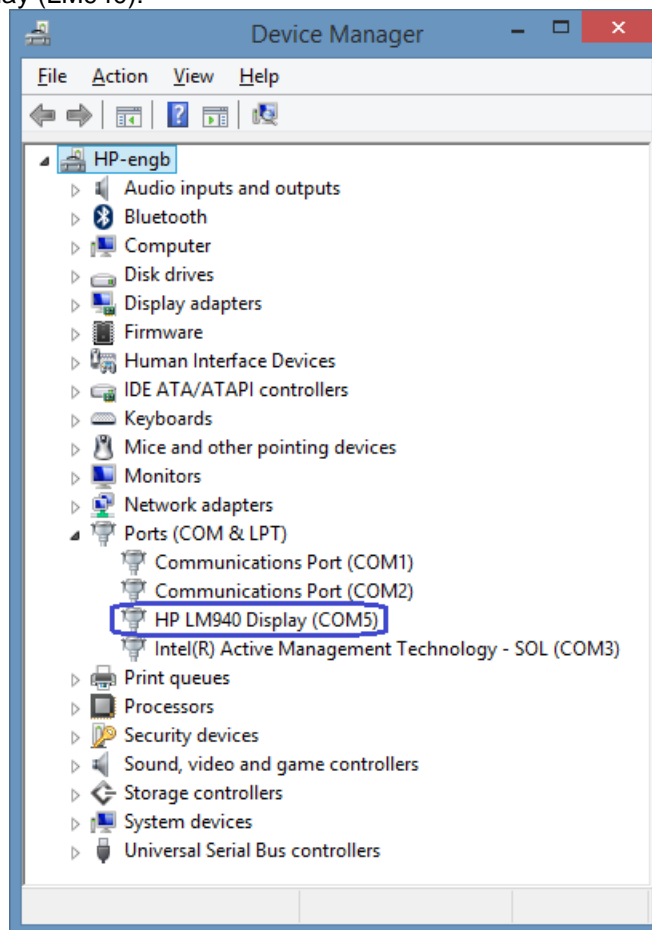 Device Manager
File Action View Help
HP-engb
Audio inputs and outputs
Bluetooth
Computer
Disk drives
Display adapters
Firmware
Human Interface Devices
IDE ATA/ATAPI controllers
Keyboards
Mice and other pointing devices
Monitors
Network adapters
Ports (COM & LPT)
Communications Port (COM1)
Communications Port (COM2)
HP LM940 Display (COM5)
Intel(R) Active Management Technology - SOL (COM3)
Print queues
Processors
Security devices
Sound, video and game controllers
Storage controllers
System devices
Universal Serial Bus controllers